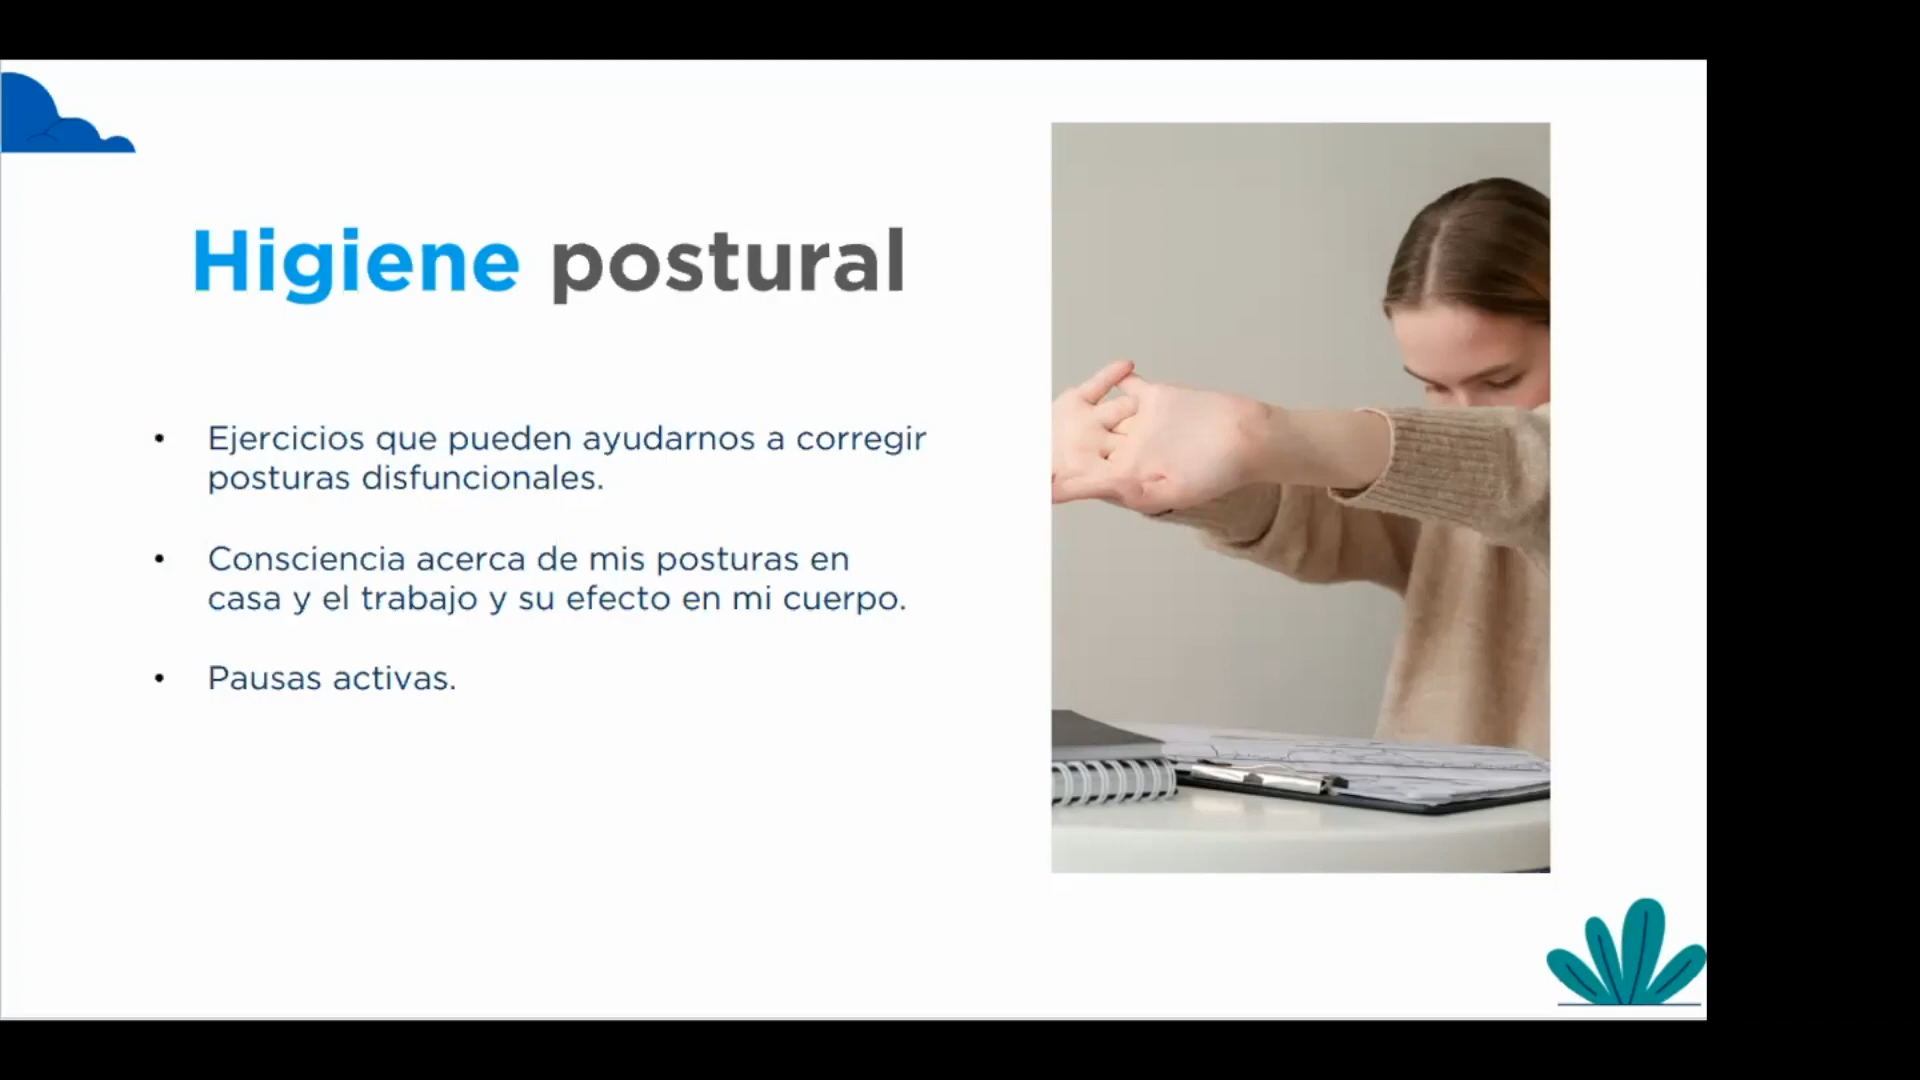 Higiene postural
• Ejercicios que pueden ayudarnos a corregir
posturas disfuncionales.
• Consciencia acerca de mis posturas en
casa y el trabajo y su efecto en mi cuerpo.
• Pausas activas.